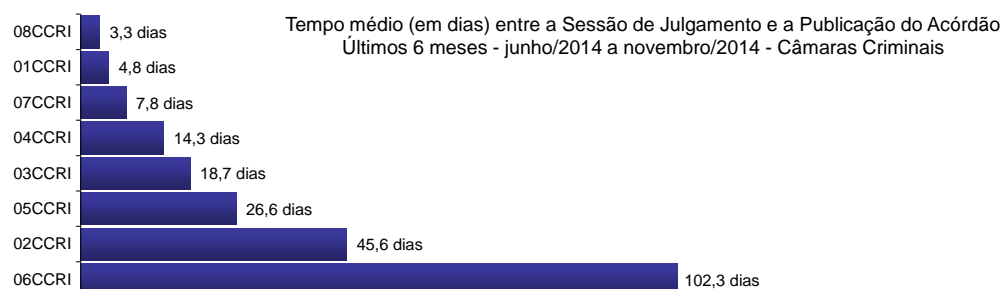 Tempo médio (em dias) entre a Sessão de Julgamento e a Publicação do Acórdão
Últimos 6 meses - junho/2014 a novembro/2014 - Câmaras Criminais
08CCRI 3,3 dias
01CCRI 4,8 dias
07CCRI 7,8 dias
04CCRI 14,3 dias
03CCRI 18,7 dias
05CCRI 26,6 dias
02CCRI 45,6 dias
06CCRI 102,3 dias